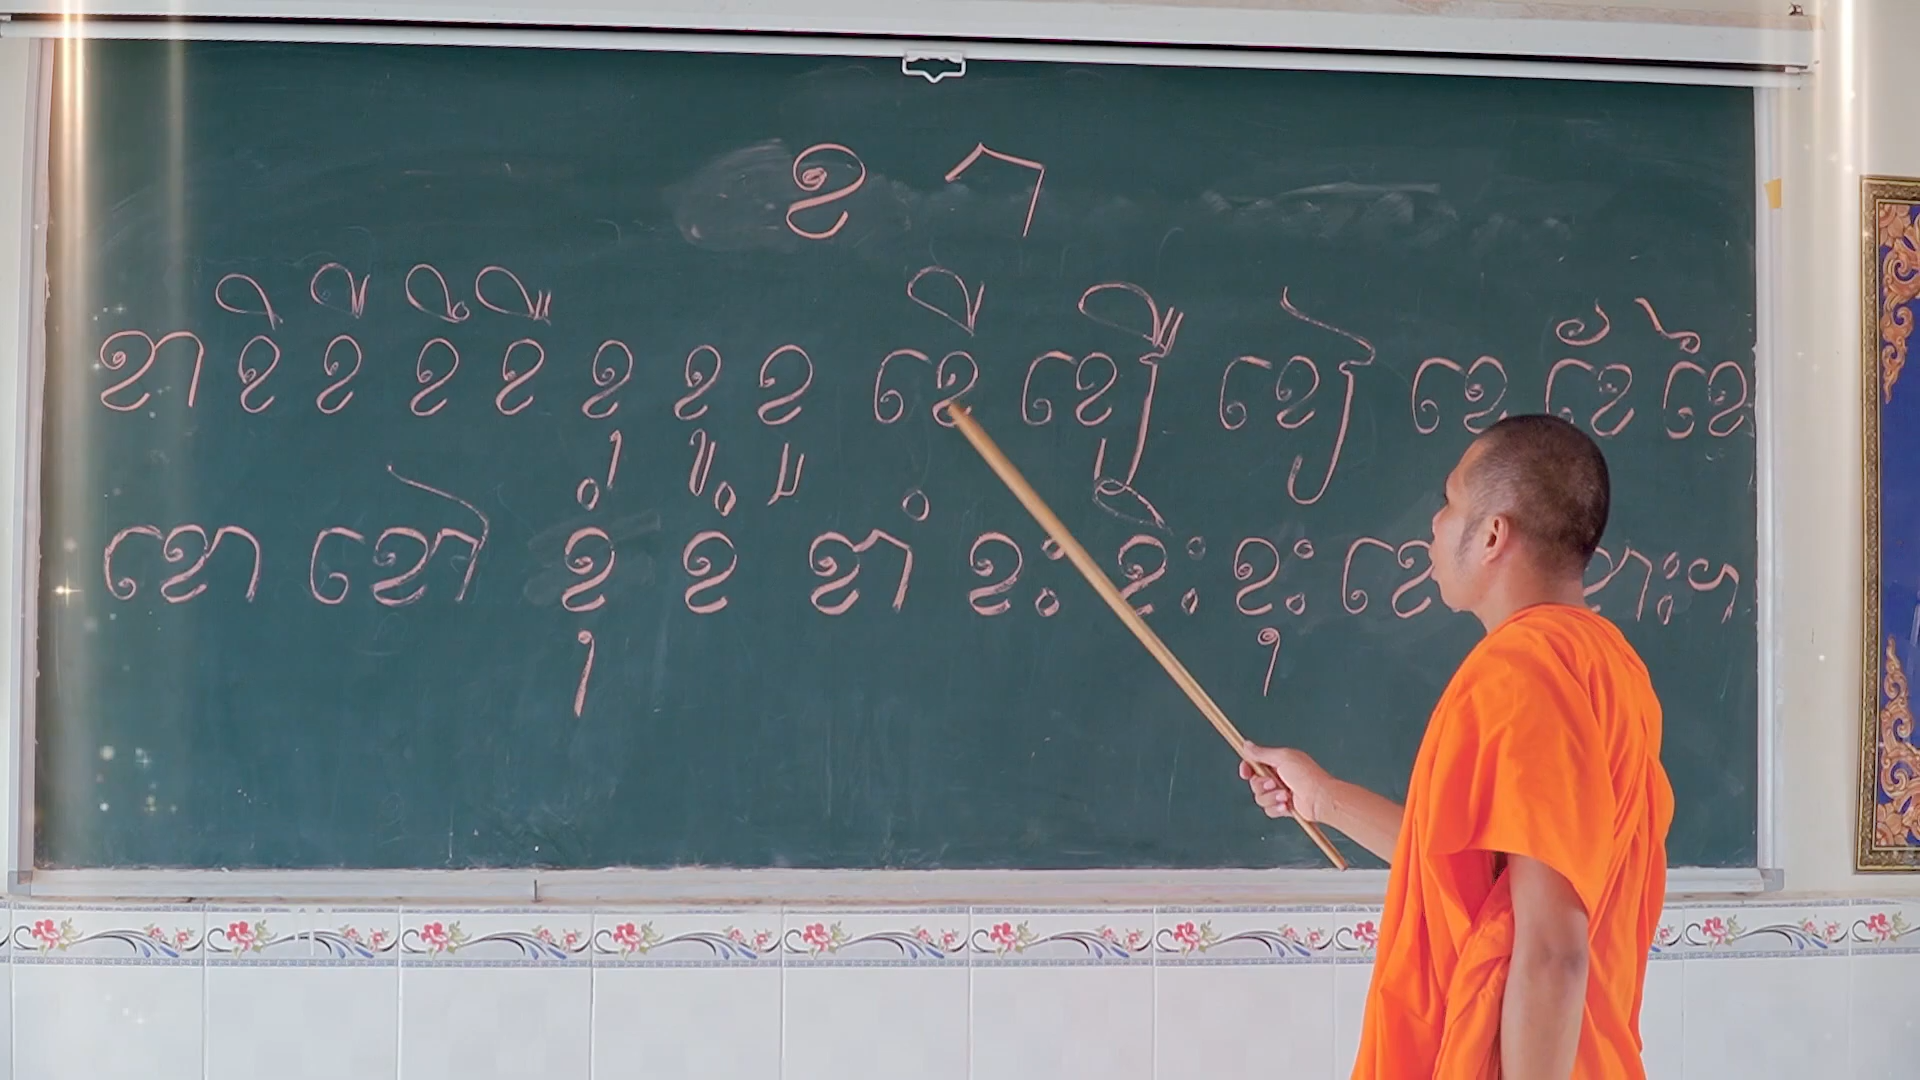 ខ ា
ខា ខិ ខី ខឹ ខឺ ខុ ខូ ខួ ខើ ខឿ ខៀ ខេ ខែ ខៃ
ខោ ខៅ ខុំ ខំ ខាំ ខះ ខិះ ខុះ